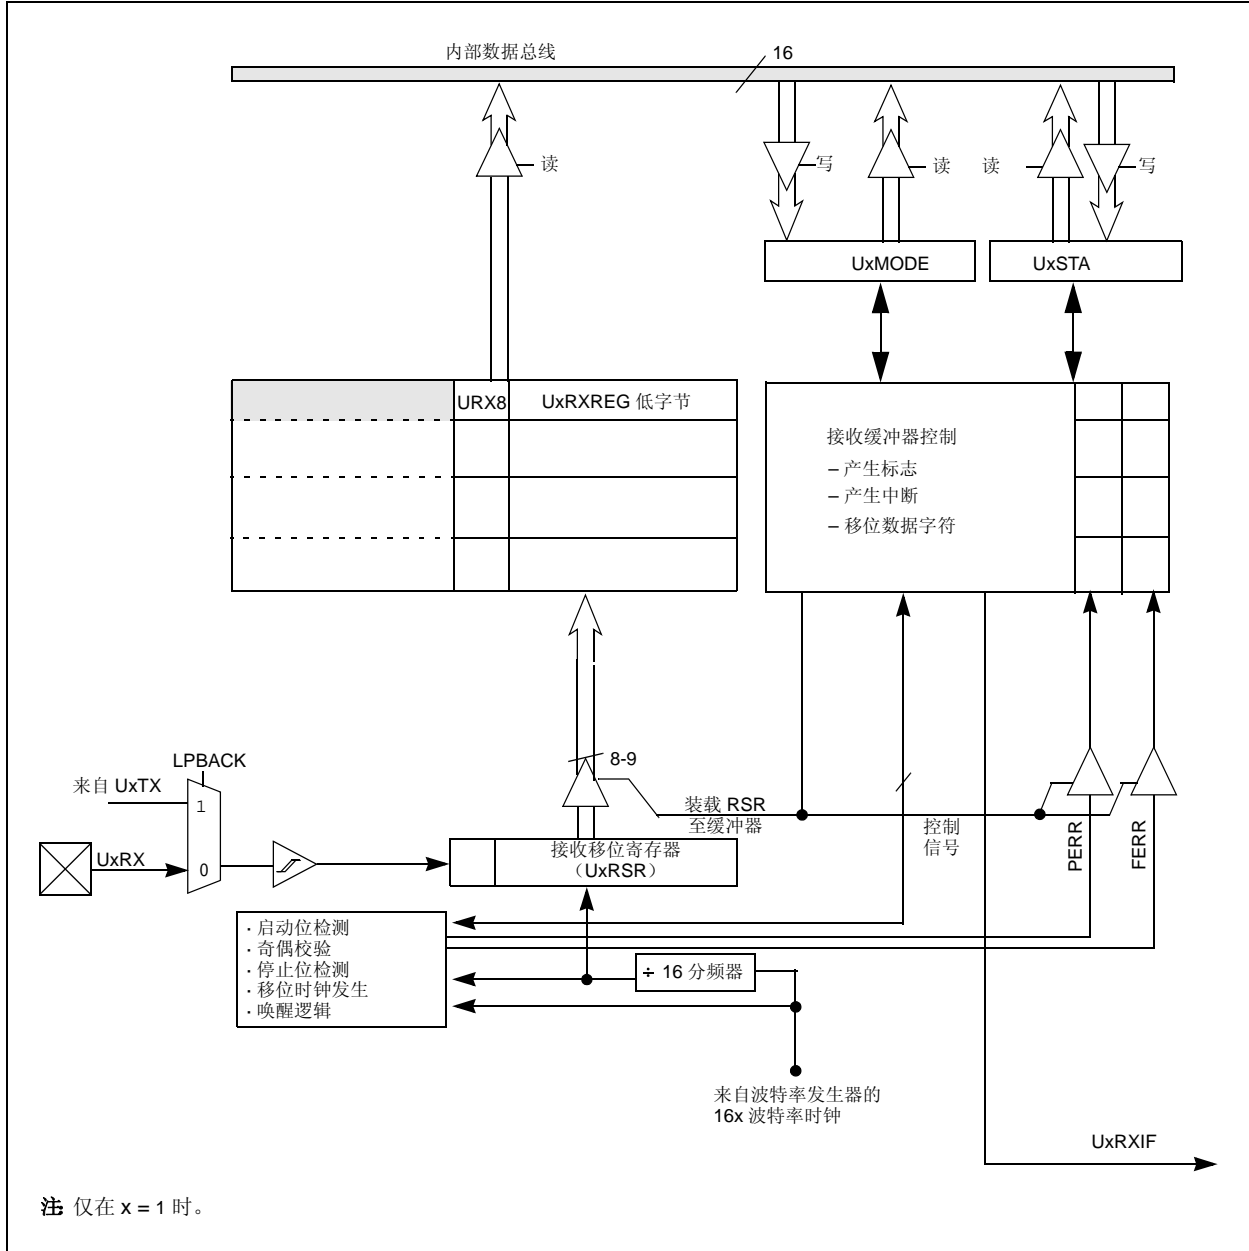 内部数据总线
16
读
写
读
读
写
UxMODE
UxSTA
URX8
UxRXREG 低字节
接收缓冲器控制
– 产生标志
– 产生中断
– 移位数据字符
8-9
LPBACK
来自 UxTX
1
装载 RSR
至缓冲器
控制
信号
PERR
FERR
UxRX
0
接收移位寄存器
（UxRSR）
· 启动位检测
· 奇偶校验
· 停止位检测
· 移位时钟发生
· 唤醒逻辑
÷ 16 分频器
来自波特率发生器的
16x 波特率时钟
UxRXIF
注: 仅在 x = 1 时。